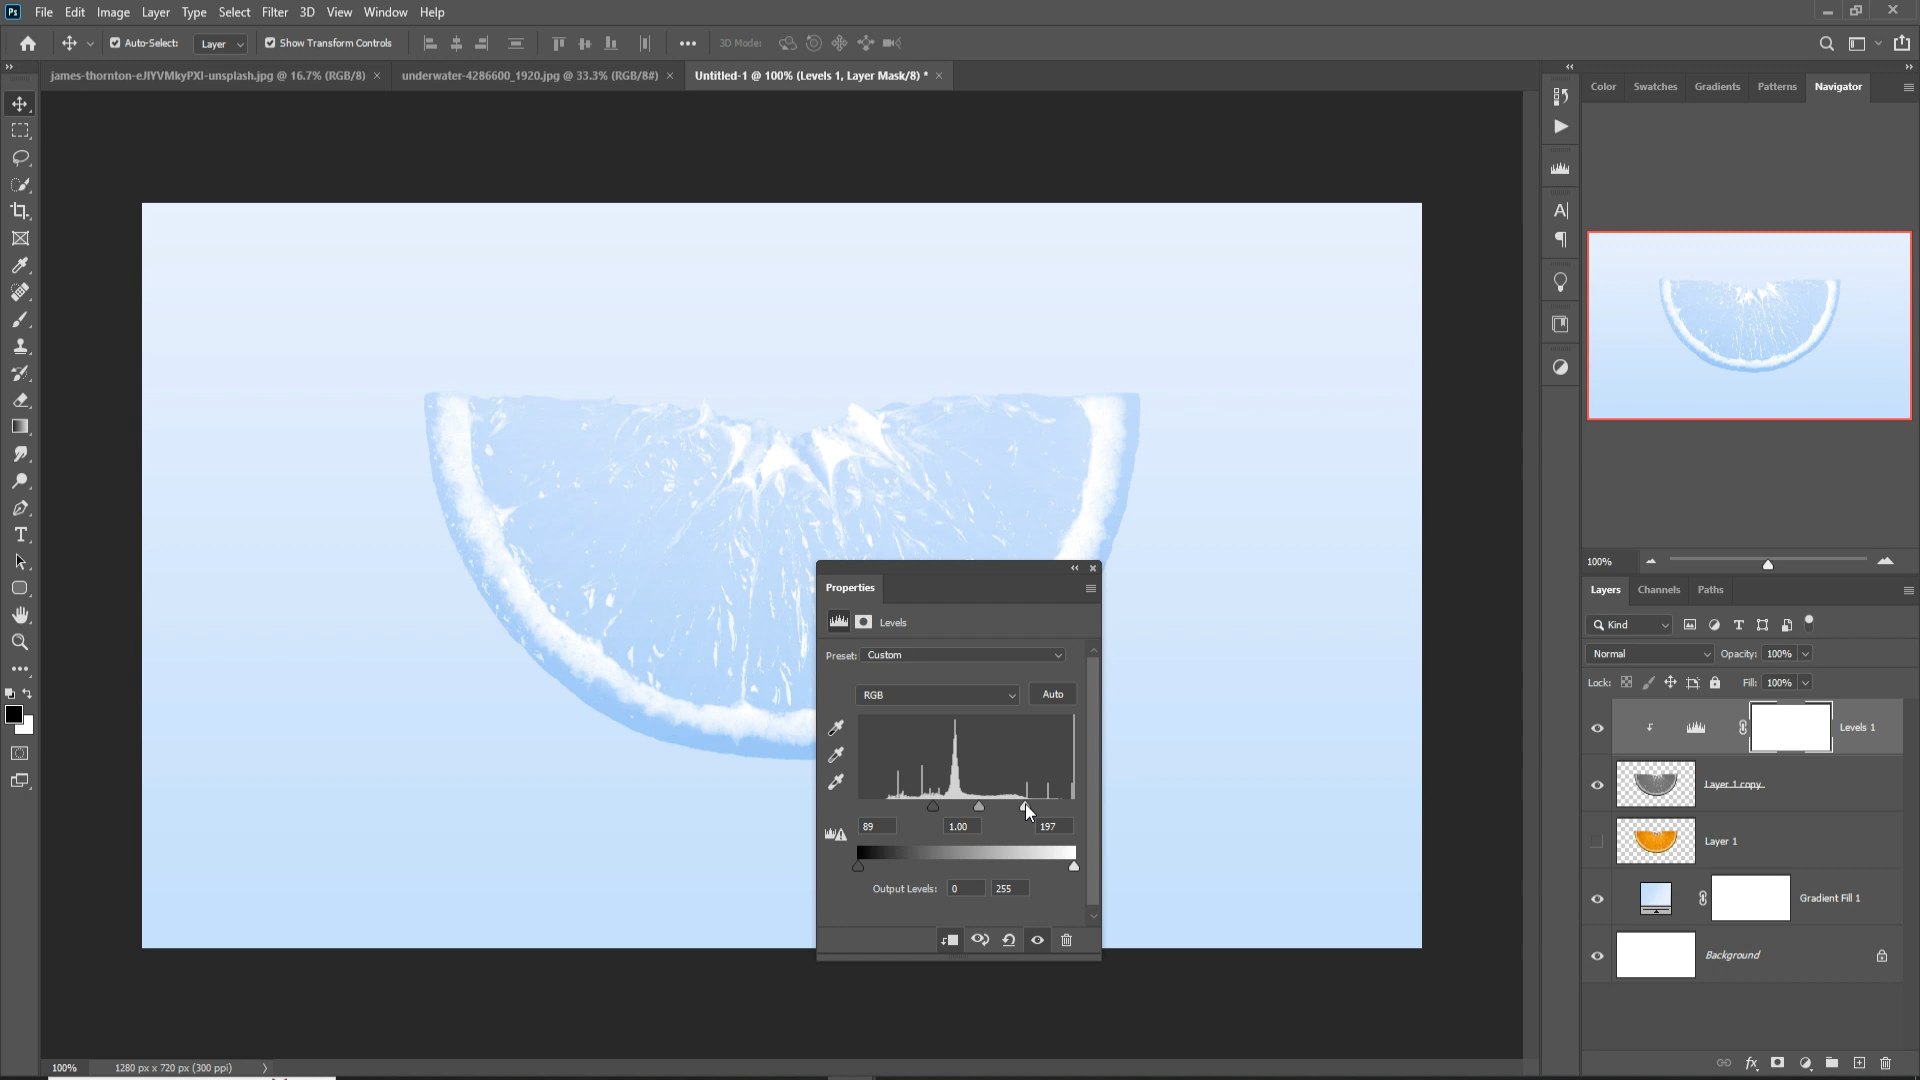 Ps File Edit Image Layer Type Select Filter 3D View Window Help
Auto-Select: Layer Show Transform Controls 3D Mode:
james-thornton-eJIYVMkyPXI-unsplash.jpg @ 16.7% (RGB/8) × underwater-4286600_1920.jpg @ 33.3% (RGB/8#) × Untitled-1 @ 100% (Levels 1, Layer Mask/8) * ×
Color Swatches Gradients Patterns Navigator
100%
Properties
Levels
Preset: Custom
RGB Auto
89 1.00 197
Output Levels: 0 255
Layers Channels Paths
Kind
Normal Opacity: 100%
Lock: Fill: 100%
Levels 1
Layer 1 copy
Layer 1
Gradient Fill 1
Background
fx
100% 1280 px x 720 px (300 ppi)